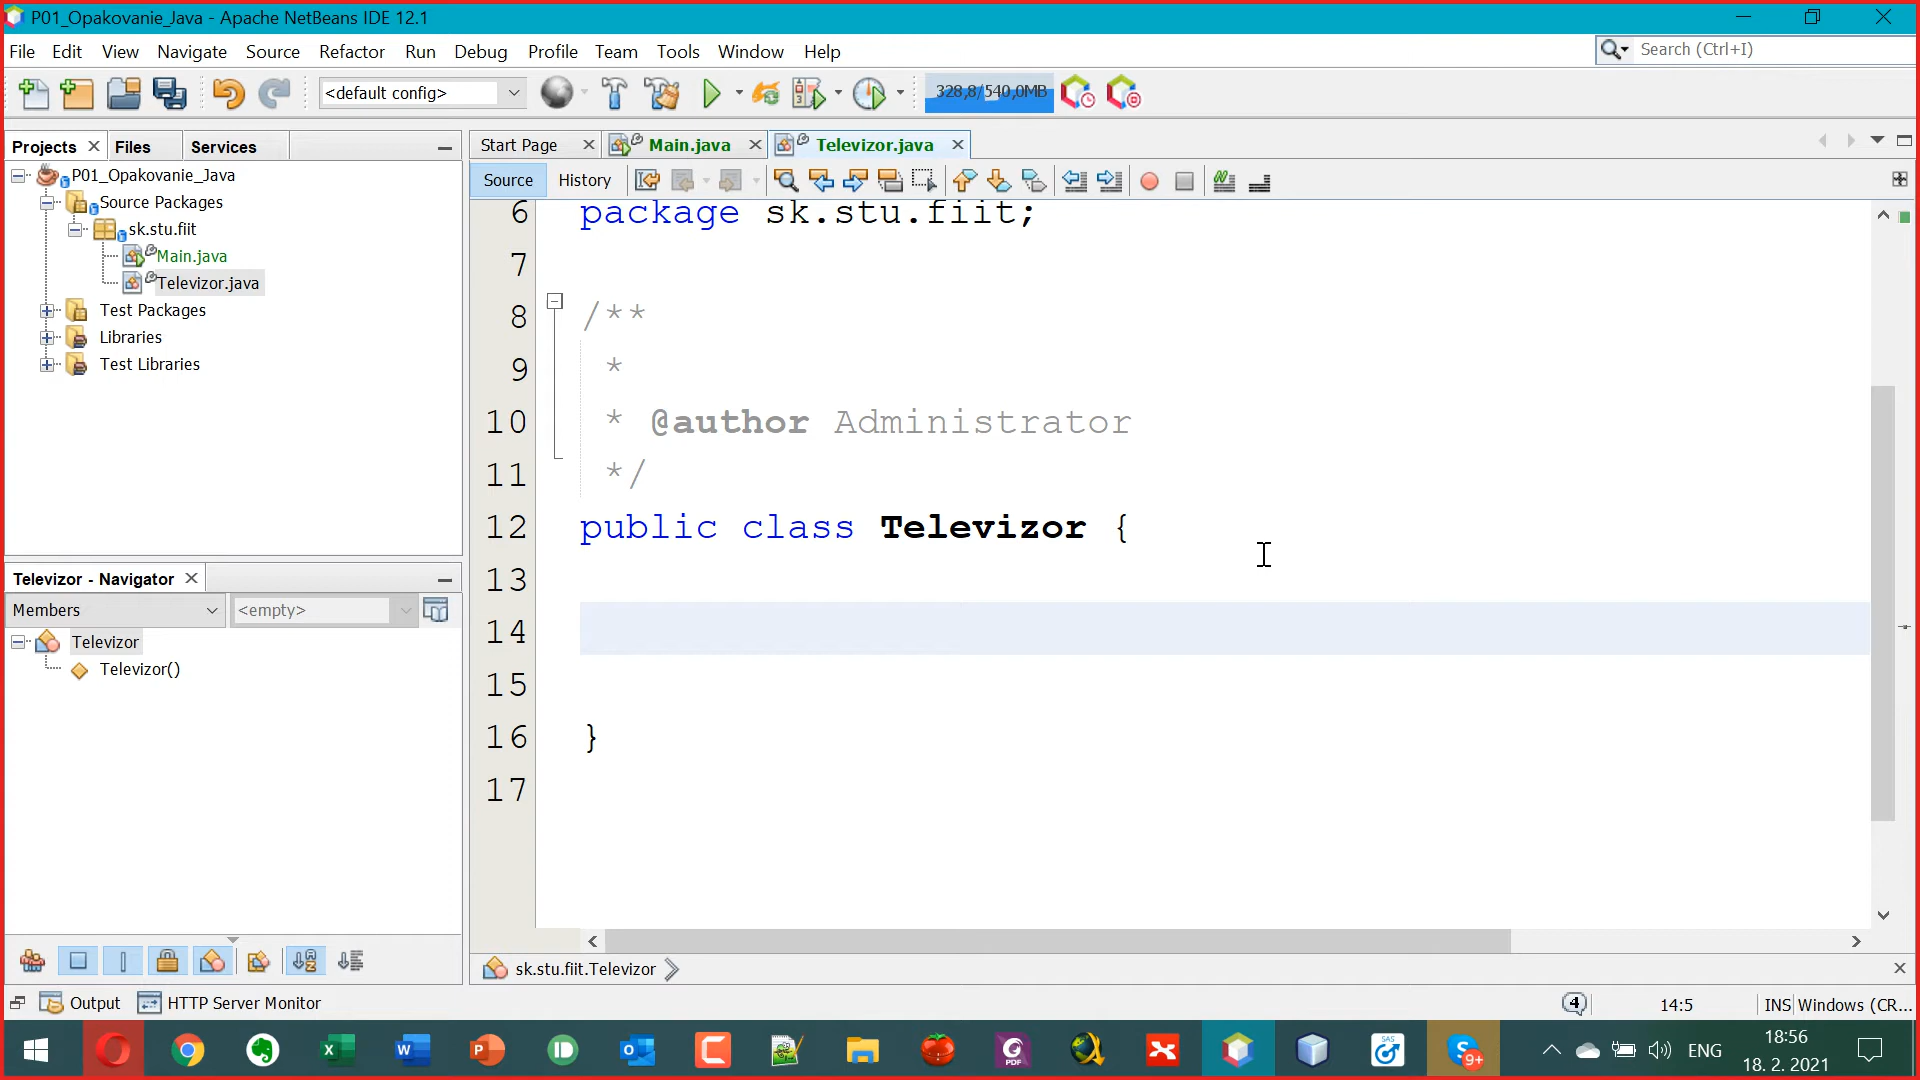 P01_Opakovanie_Java - Apache NetBeans IDE 12.1
File Edit View Navigate Source Refactor Run Debug Profile Team Tools Window Help
Search (Ctrl+I)
<default config>
328,8/540,0MB
Projects Files Services
P01_Opakovanie_Java
Source Packages
sk.stu.fiit
Main.java
Televizor.java
Test Packages
Libraries
Test Libraries
Start Page Main.java Televizor.java
Source History
6 package sk.stu.fiit;
7
8 /**
9 *
10 * @author Administrator
11 */
12 public class Televizor {
13
14
15
16 }
17
Televizor - Navigator
Members <empty>
Televizor
Televizor()
sk.stu.fiit.Televizor
Output HTTP Server Monitor
4 14:5 INS Windows (CR...
9+ ENG 18:56
18. 2. 2021